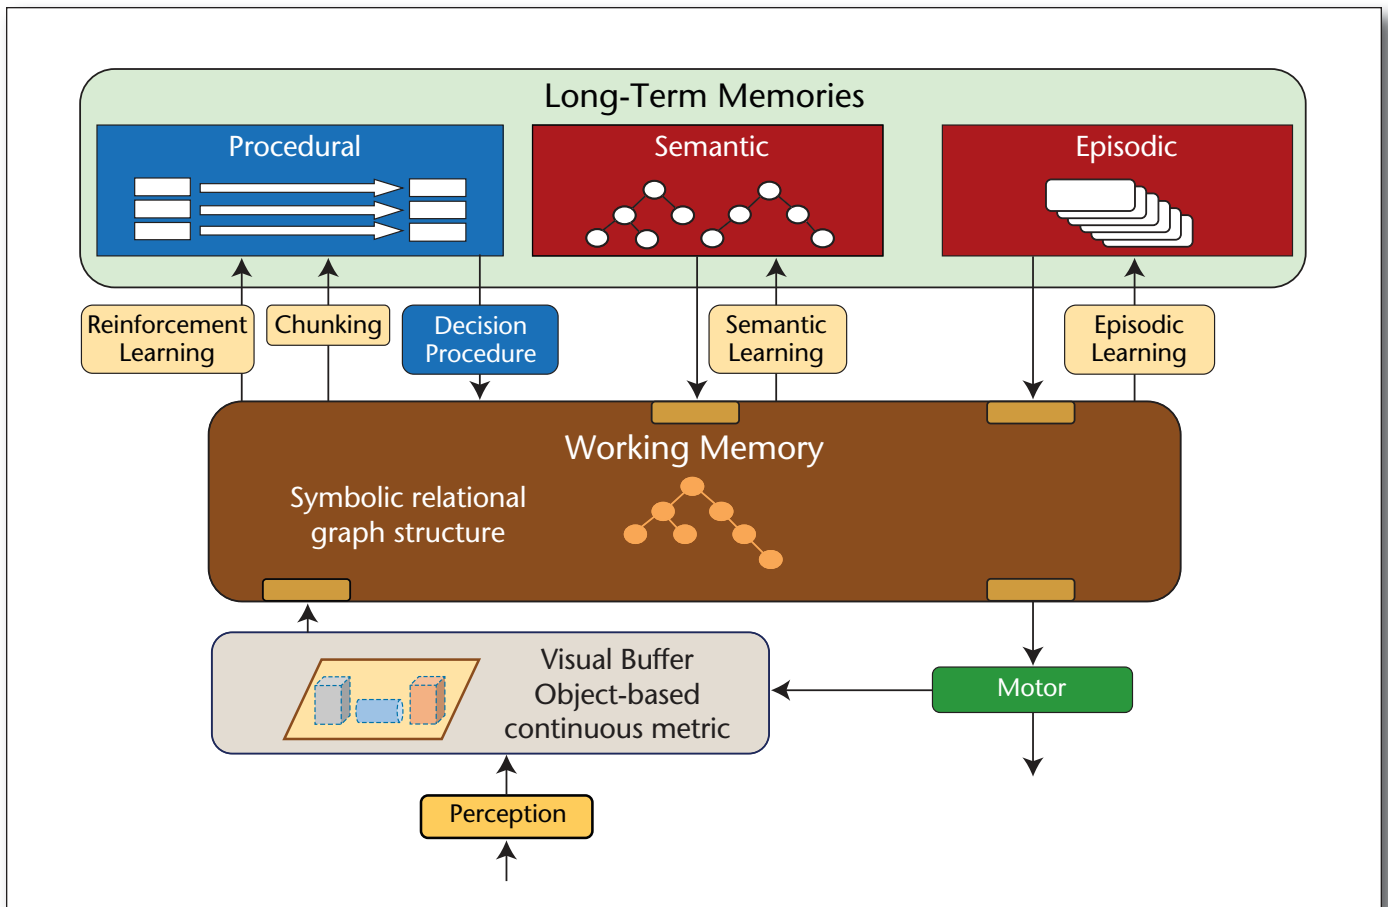 Long-Term Memories
Procedural
Semantic
Episodic
Reinforcement
Learning
Chunking
Decision
Procedure
Semantic
Learning
Episodic
Learning
Working Memory
Symbolic relational
graph structure
Visual Buffer
Object-based
continuous metric
Motor
Perception